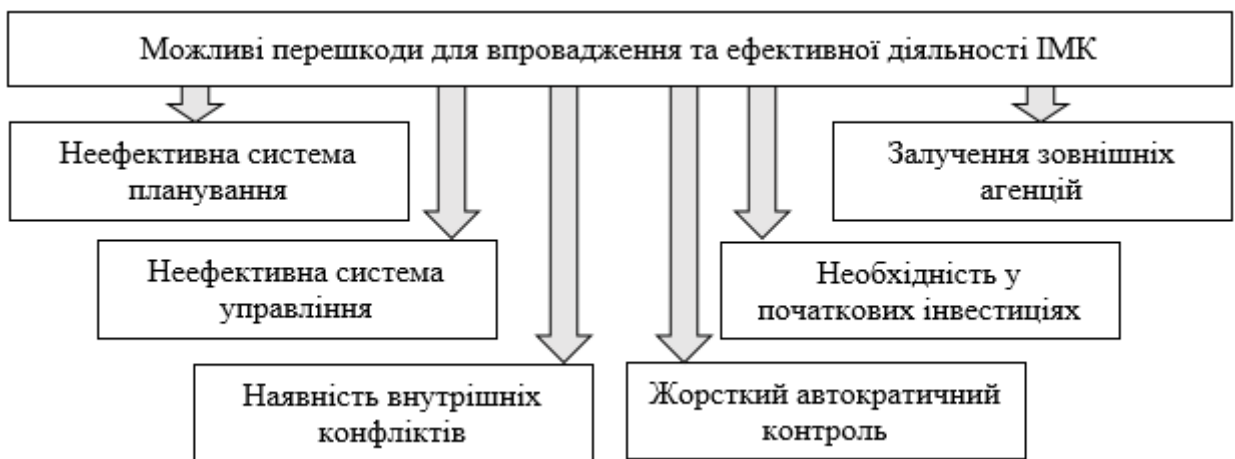 Можливі перешкоди для впровадження та ефективної діяльності ІМК
Неефективна система
планування
Залучення зовнішніх
агенцій
Неефективна система
управління
Необхідність у
початкових інвестиціях
Наявність внутрішніх
конфліктів
Жорсткий автократичний
контроль